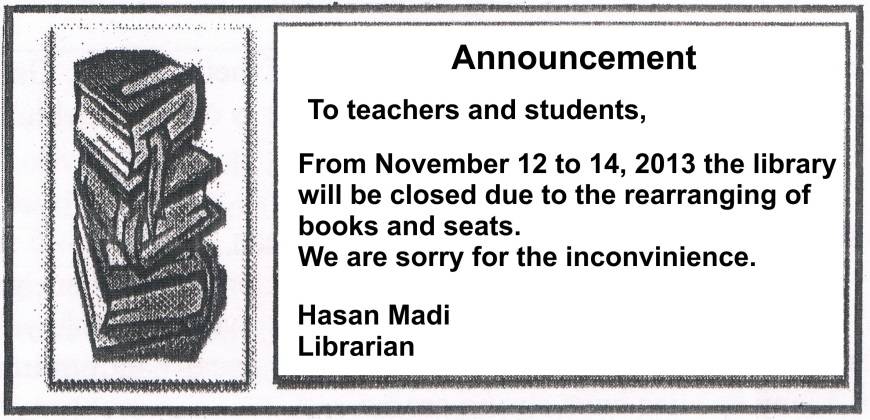 Announcement
To teachers and students,
From November 12 to 14, 2013 the library
will be closed due to the rearranging of
books and seats.
We are sorry for the inconvinience.
Hasan Madi
Librarian